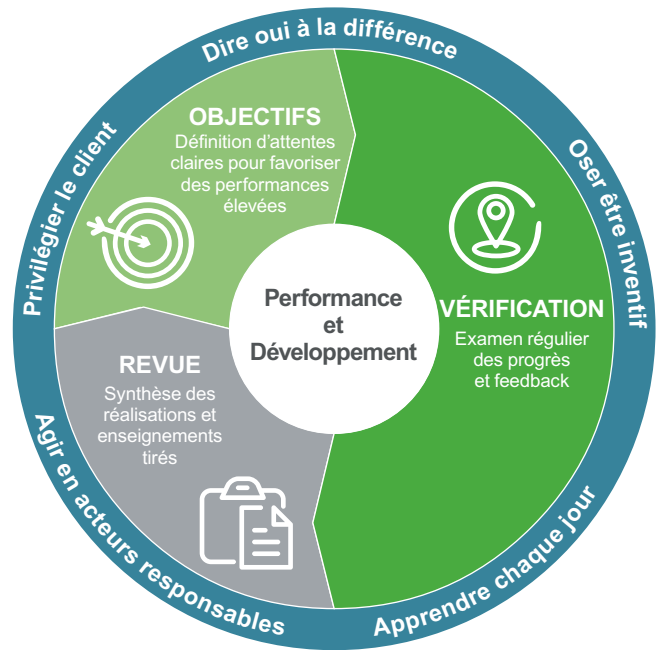 Dire oui à la différence
Oser être inventif
Apprendre chaque jour
Agir en acteurs responsables
Privilégier le client
OBJECTIFS
Définition d’attentes
claires pour favoriser
des performances
élevées
VÉRIFICATION
Examen régulier
des progrès
et feedback
REVUE
Synthèse des
réalisations et
enseignements
tirés
Performance
et
Développement